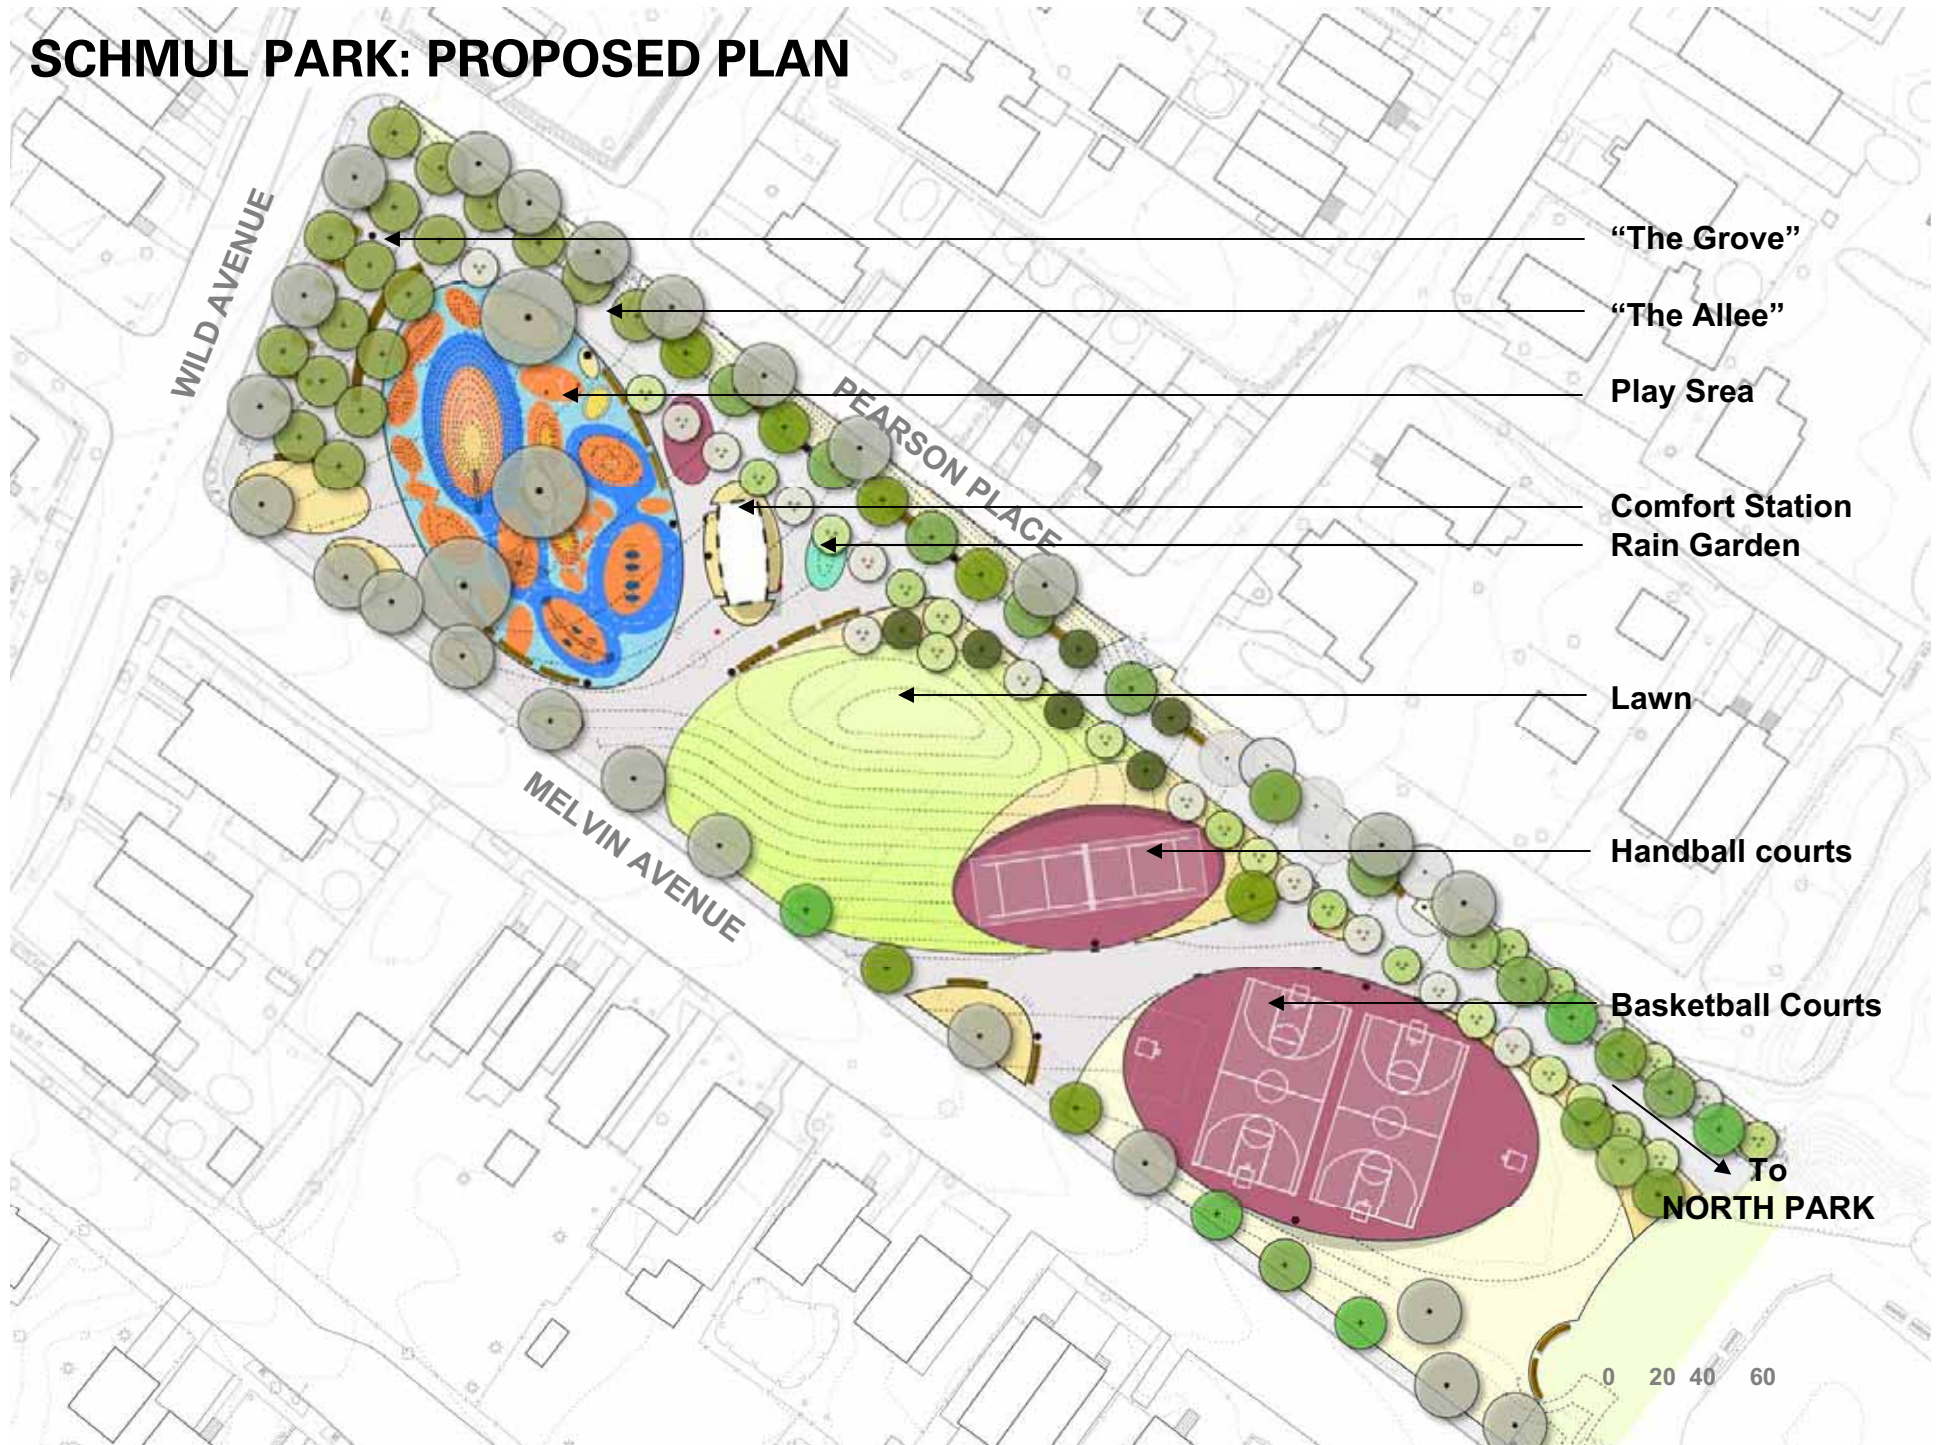 SCHMUL PARK: PROPOSED PLAN
WILD AVENUE
“The Grove”
“The Allee”
Play Srea
PEARSON PLACE
Comfort Station
Rain Garden
Lawn
MELVIN AVENUE
Handball courts
Basketball Courts
To
NORTH PARK
0 20 40 60